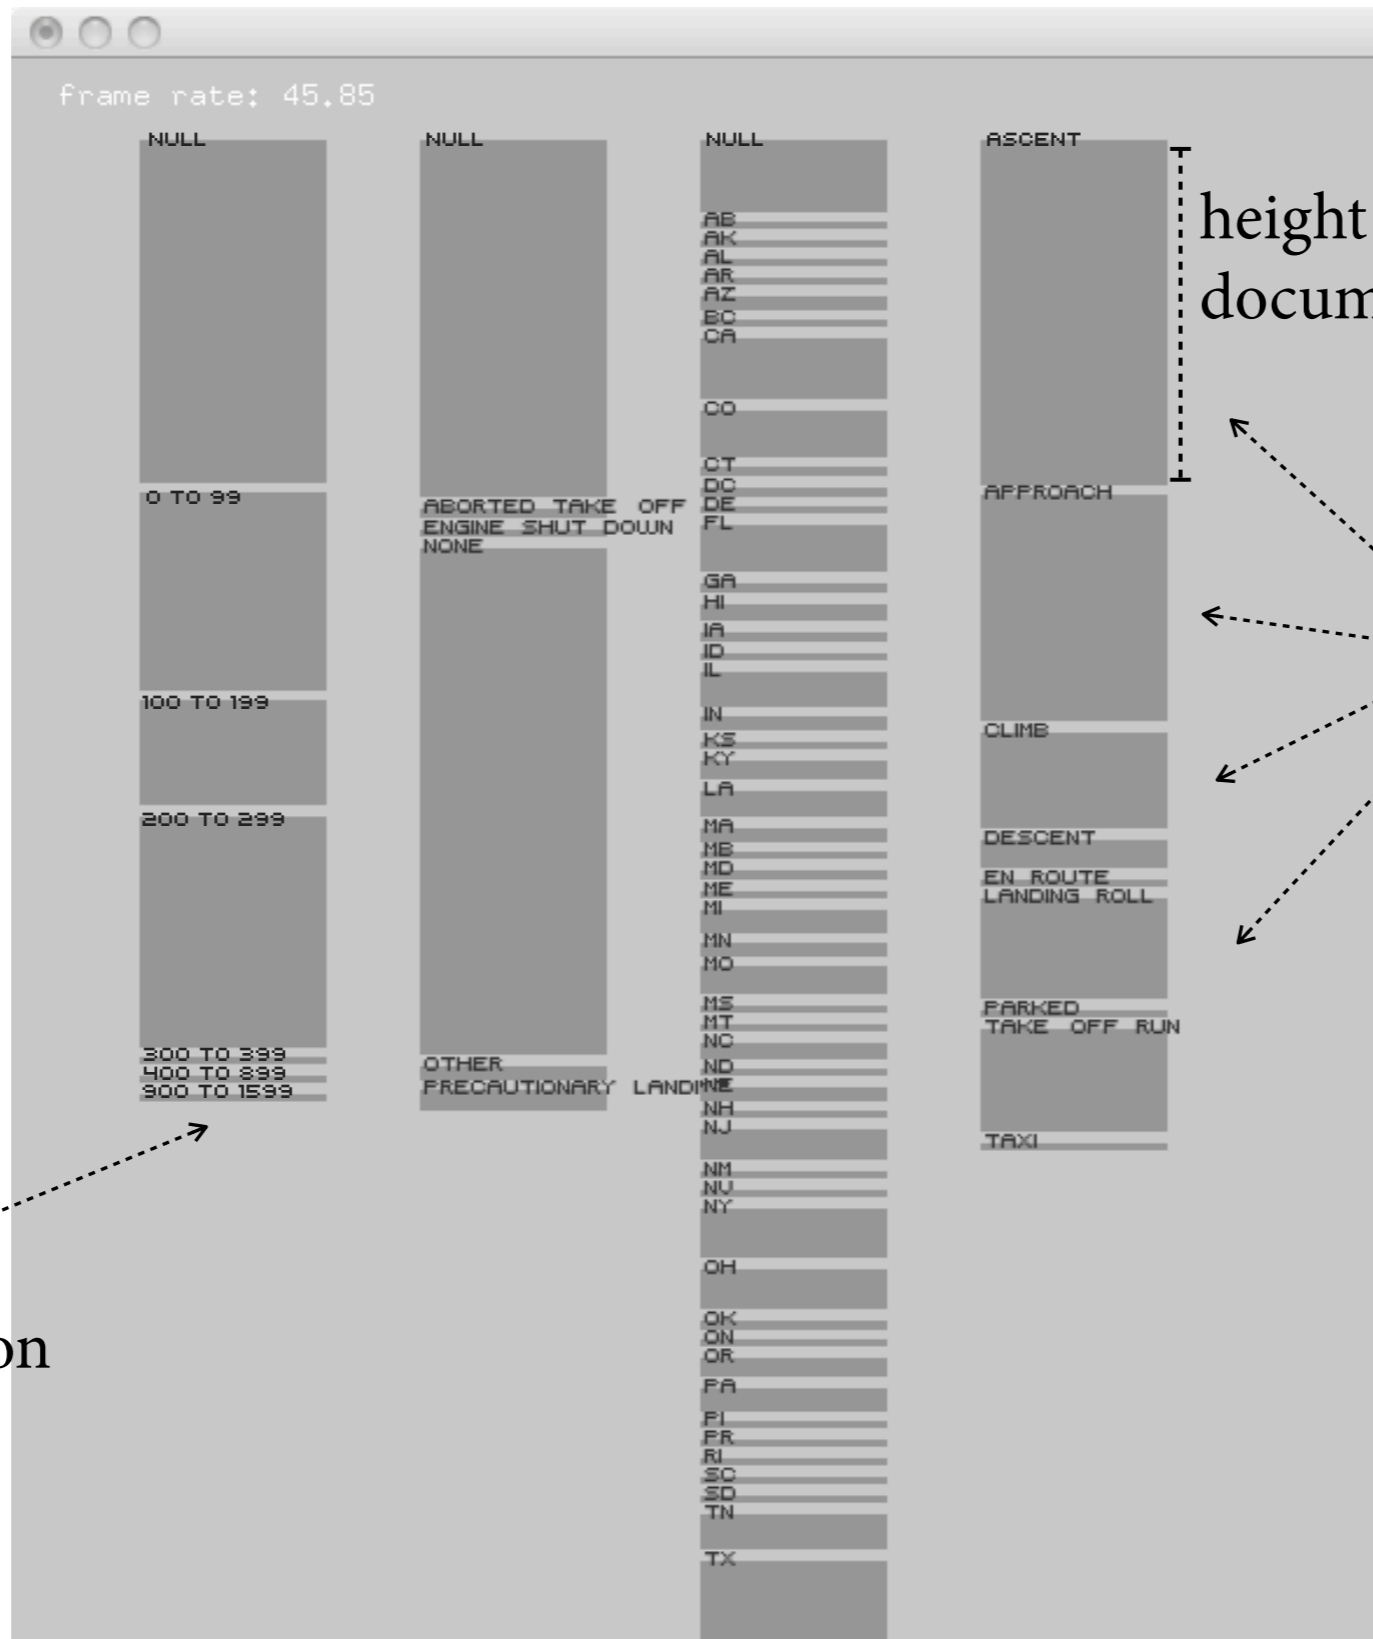 frame rate: 45.85
NULL
0 TO 99
100 TO 199
200 TO 299
300 TO 399
400 TO 899
900 TO 1599
NULL
ABORTED TAKE OFF
ENGINE SHUT DOWN
NONE
OTHER
PRECAUTIONARY
NULL
AB
AK
AL
AR
AZ
BC
CA
CO
CT
DC
DE
FL
GA
HI
IA
ID
IL
IN
KS
KY
LA
MA
MB
MD
ME
MI
MN
MO
MS
MT
NC
ND
NE
NH
NJ
NM
NV
NY
OH
OK
ON
OR
PA
PI
PR
RI
SC
SD
TN
TX
ASCENT
APPROACH
CLIMB
DESCENT
EN ROUTE
LANDING ROLL
PARKED
TAKE OFF RUN
TAXI
height
docum
on